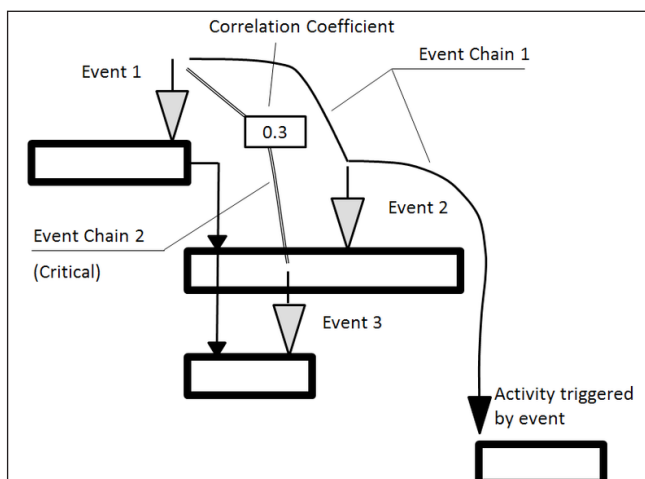 Correlation Coefficient
Event 1
Event Chain 1
0.3
Event 2
Event Chain 2
(Critical)
Event 3
Activity triggered
by event